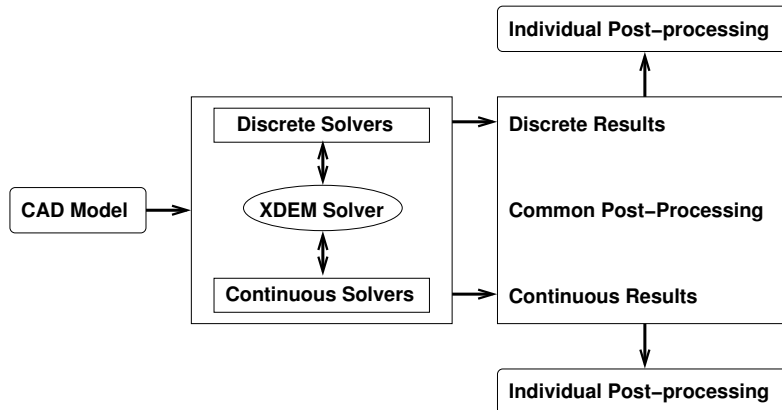 Individual Post-processing
Discrete Solvers
Discrete Results
CAD Model
XDEM Solver
Common Post-Processing
Continuous Solvers
Continuous Results
Individual Post-processing